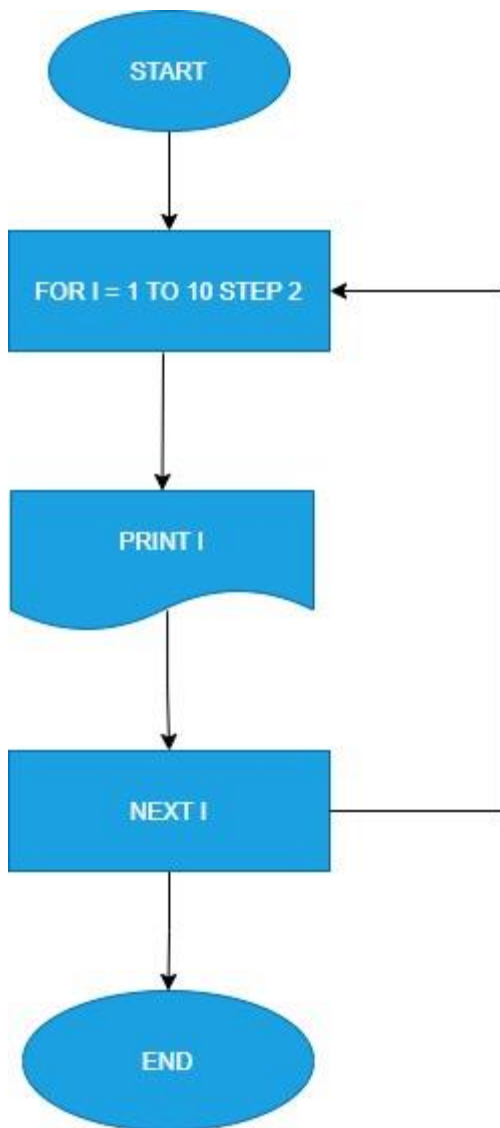 START
FOR I = 1 TO 10 STEP 2
PRINT I
NEXT I
END